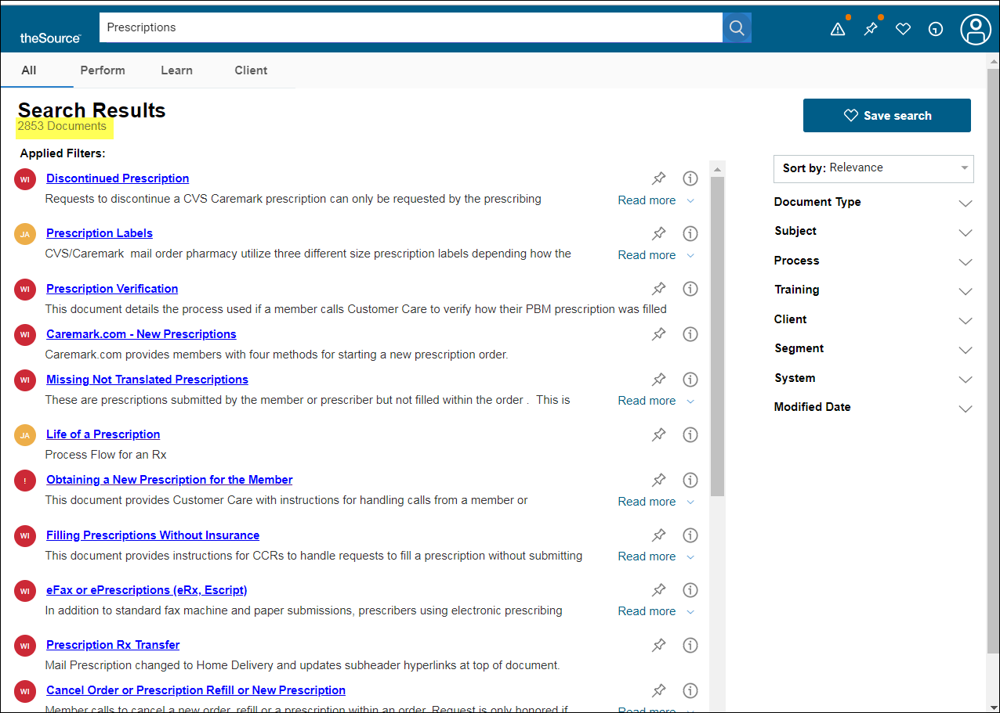 theSource
Prescriptions
All Perform Learn Client
Search Results
2853 Documents
Save search
Applied Filters:
WI Discontinued Prescription
Requests to discontinue a CVS Caremark prescription can only be requested by the prescribing Read more
JA Prescription Labels
CVS/Caremark  mail order pharmacy utilize three different size prescription labels depending how the Read more
WI Prescription Verification
This document details the process used if a member calls Customer Care to verify how their PBM prescription was filled
WI Caremark.com - New Prescriptions
Caremark.com provides members with four methods for starting a new prescription order.
WI Missing Not Translated Prescriptions
These are prescriptions submitted by the member or prescriber but not filled within the order .  This is Read more
JA Life of a Prescription
Process Flow for an Rx
! Obtaining a New Prescription for the Member
This document provides Customer Care with instructions for handling calls from a member or Read more
WI Filling Prescriptions Without Insurance
This document provides instructions for CCRs to handle requests to fill a prescription without submitting Read more
WI eFax or ePrescriptions (eRx, Escript)
In addition to standard fax machine and paper submissions, prescribers using electronic prescribing Read more
WI Prescription Rx Transfer
Mail Prescription changed to Home Delivery and updates subheader hyperlinks at top of document.
WI Cancel Order or Prescription Refill or New Prescription
Member calls to cancel a new order, refill or a prescription within an order. Request is only honored if Read more
Sort by: Relevance
Document Type
Subject
Process
Training
Client
Segment
System
Modified Date